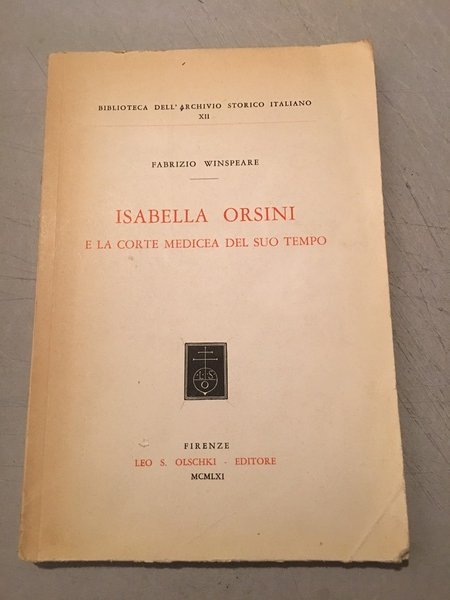 BIBLIOTECA DELL'ARCHIVIO STORICO ITALIANO
XII
FABRIZIO WINSPEARE
ISABELLA ORSINI
E LA CORTE MEDICEA DEL SUO TEMPO
L S
O
FIRENZE
LEO S. OLSCHKI - EDITORE
MCMLXI